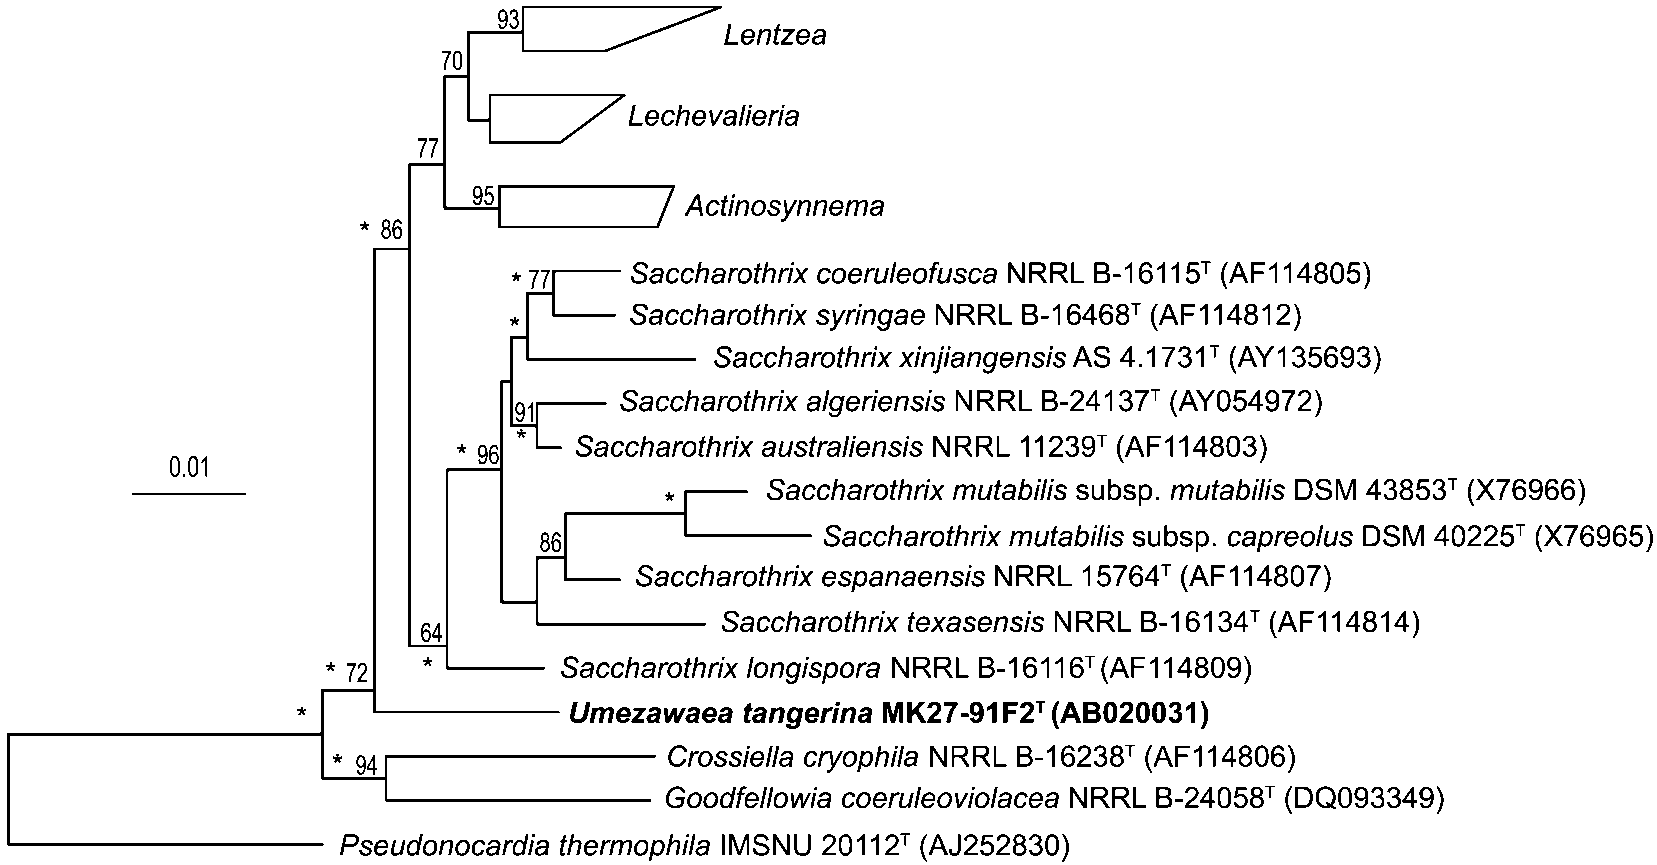 93
Lentzea
70
Lechevalieria
77
95
Actinosynnema
* 86
* 77
Saccharothrix coeruleofusca NRRL B-16115ᵀ (AF114805)
Saccharothrix syringae NRRL B-16468ᵀ (AF114812)
*
Saccharothrix xinjiangensis AS 4.1731ᵀ (AY135693)
Saccharothrix algeriensis NRRL B-24137ᵀ (AY054972)
91
*
Saccharothrix australiensis NRRL 11239ᵀ (AF114803)
* 96
0.01
*
Saccharothrix mutabilis subsp. mutabilis DSM 43853ᵀ (X76966)
Saccharothrix mutabilis subsp. capreolus DSM 40225ᵀ (X76965)
86
Saccharothrix espanaensis NRRL 15764ᵀ (AF114807)
Saccharothrix texasensis NRRL B-16134ᵀ (AF114814)
64
*
Saccharothrix longispora NRRL B-16116ᵀ (AF114809)
* 72
*
Umezawaea tangerina MK27-91F2ᵀ (AB020031)
Crossiella cryophila NRRL B-16238ᵀ (AF114806)
* 94
Goodfellowia coeruleoviolacea NRRL B-24058ᵀ (DQ093349)
Pseudonocardia thermophila IMSNU 20112ᵀ (AJ252830)